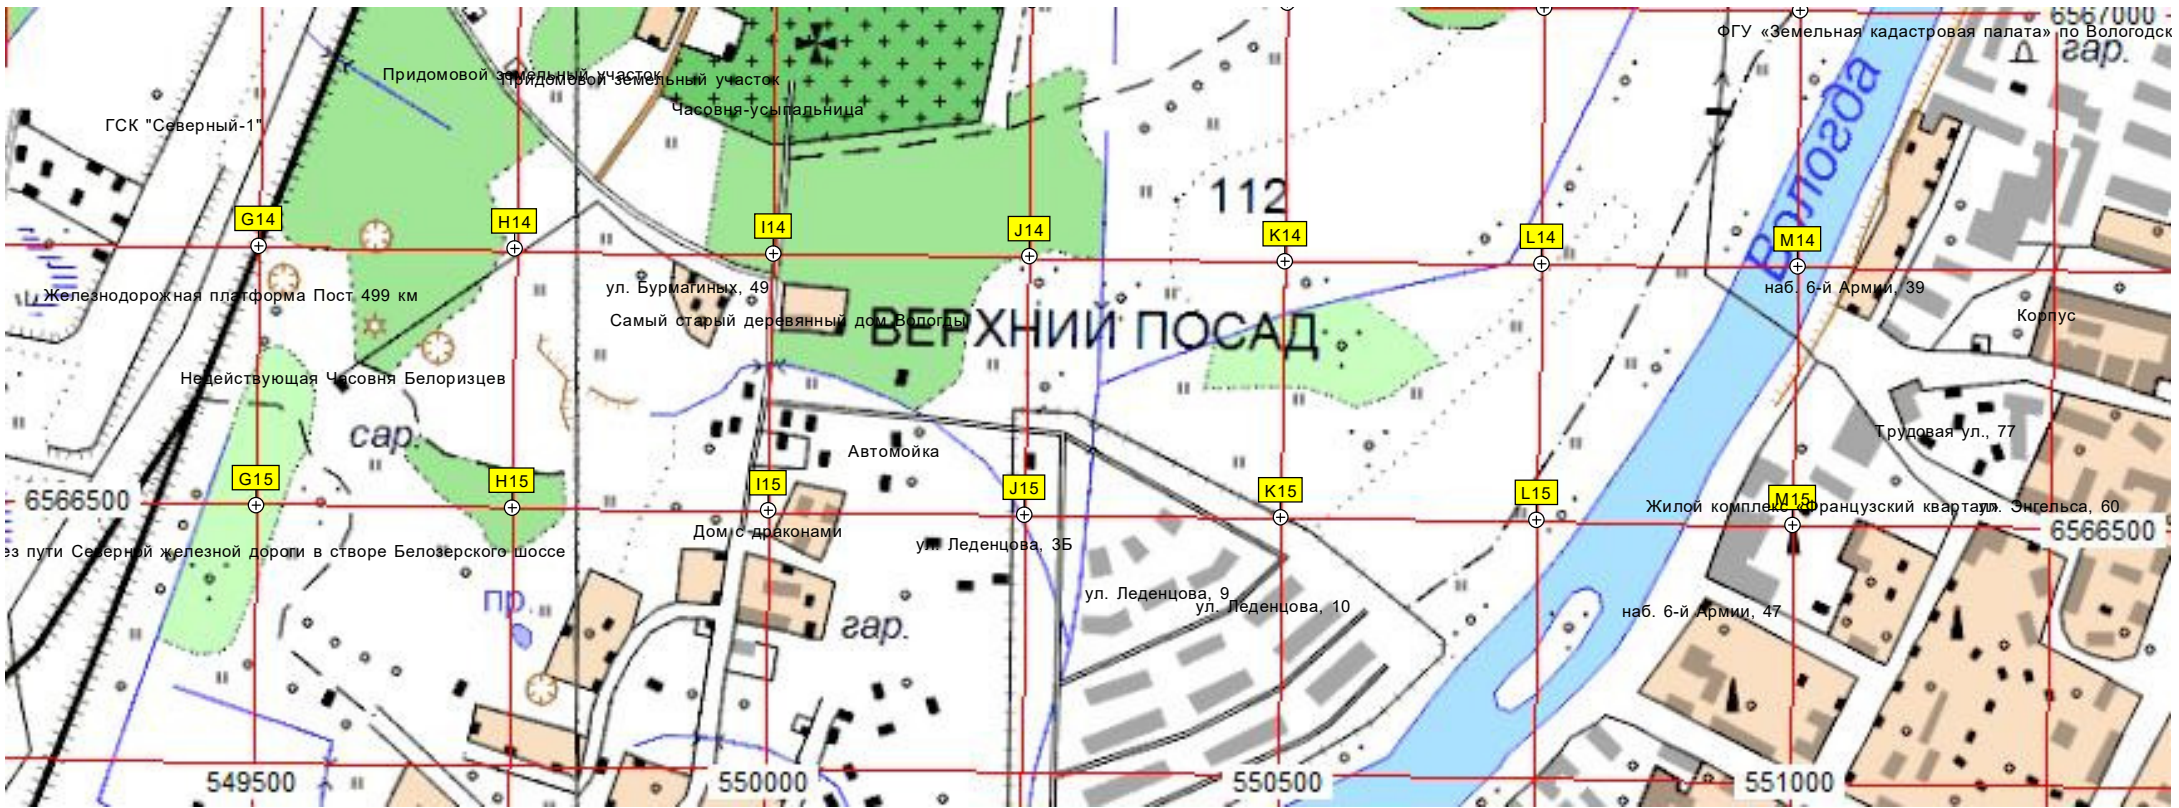 6567000
ФГУ «Земельная кадастровая палата» по Вологодск
гар.
Придомовой земельный участок
Придомовой земельный участок
Часовня-усыпальница
ГСК "Северный-1"
Вологда
112
G14
H14
I14
J14
K14
L14
M14
Железнодорожная платформа Пост 499 км
ул. Бурмагиных, 49
наб. 6-й Армии, 39
Корпус
Самый старый деревянный дом Вологды
ВЕРХНИЙ ПОСАД
Недействующая Часовня Белоризцев
сар.
Автомойка
Трудовая ул., 77
G15
H15
I15
J15
K15
L15
M15
6566500
Жилой комплекс «Французский квартал»
ул. Энгельса, 60
6566500
Дом с драконами
ул. Леденцова, 3Б
ез пути Северной железной дороги в створе Белозерского шоссе
пр.
ул. Леденцова, 9
ул. Леденцова, 10
наб. 6-й Армии, 47
гар.
549500
550000
550500
551000